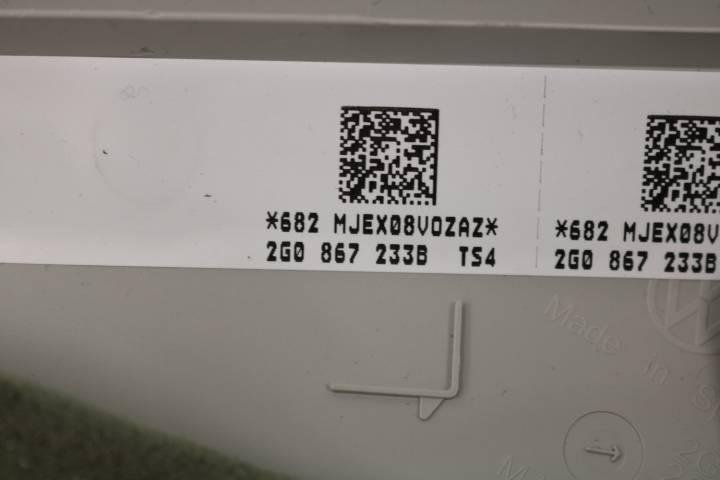 *682 MJEX08VOZAZ*
2G0 867 233B TS4
*682 MJEX08V
2G0 867 233B
Made in